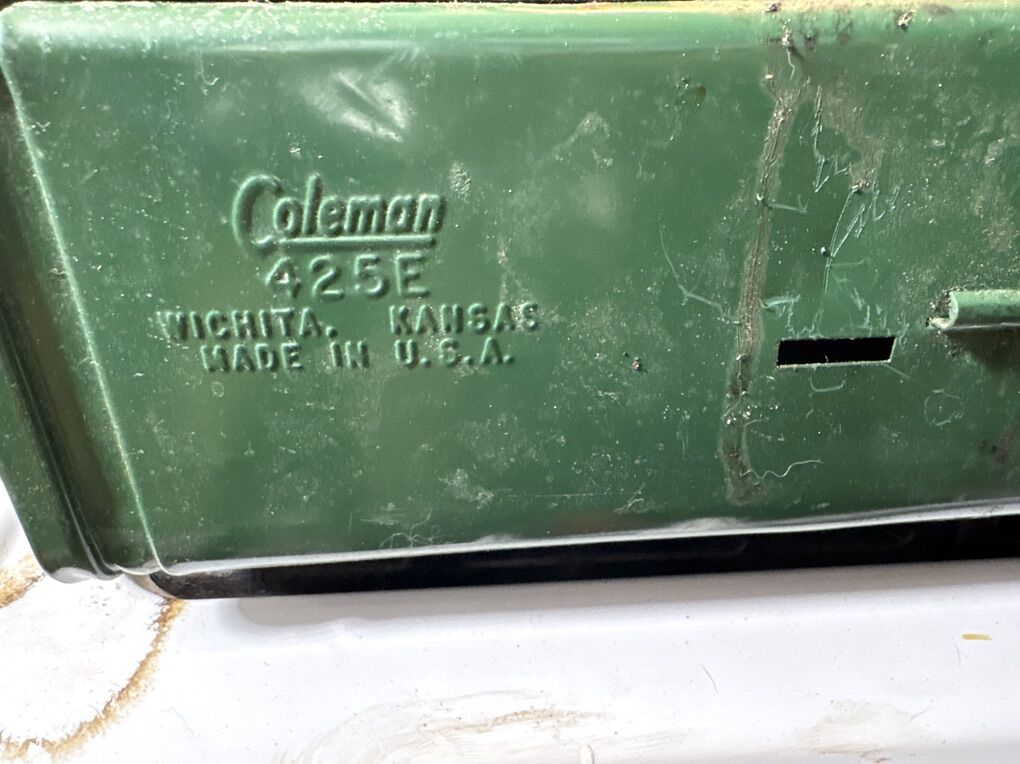 Coleman
425E
WICHITA, KANSAS
MADE IN U.S.A.